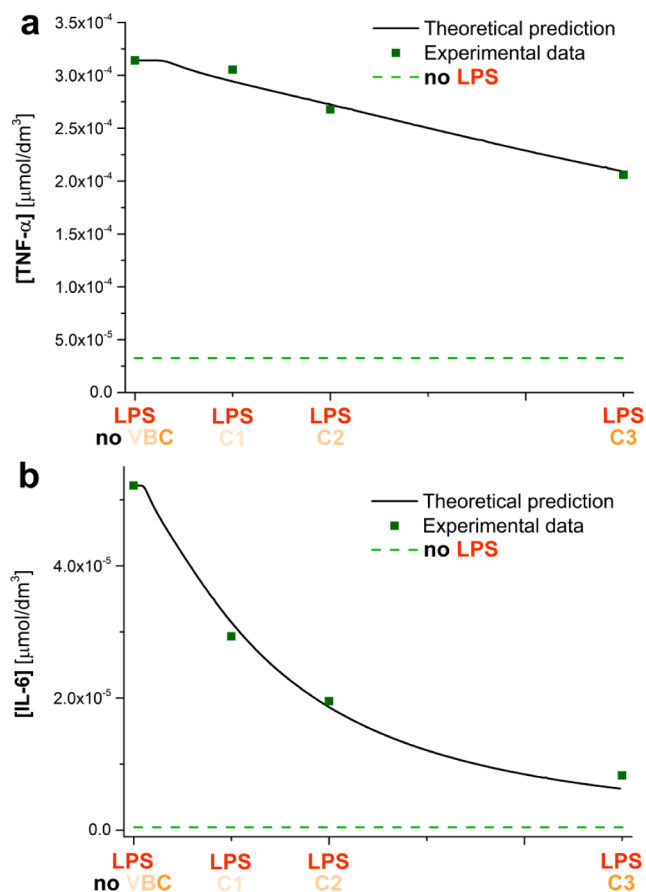 a
Theoretical prediction
Experimental data
no LPS
[TNF-α] [μmol/dm³]
3.5x10⁻⁴
3.0x10⁻⁴
2.5x10⁻⁴
2.0x10⁻⁴
1.5x10⁻⁴
1.0x10⁻⁴
5.0x10⁻⁵
0.0
LPS LPS LPS LPS
no VBC C1 C2 C3
b
Theoretical prediction
Experimental data
no LPS
[IL-6] [μmol/dm³]
4.0x10⁻⁵
2.0x10⁻⁵
0.0
LPS LPS LPS LPS
no VBC C1 C2 C3